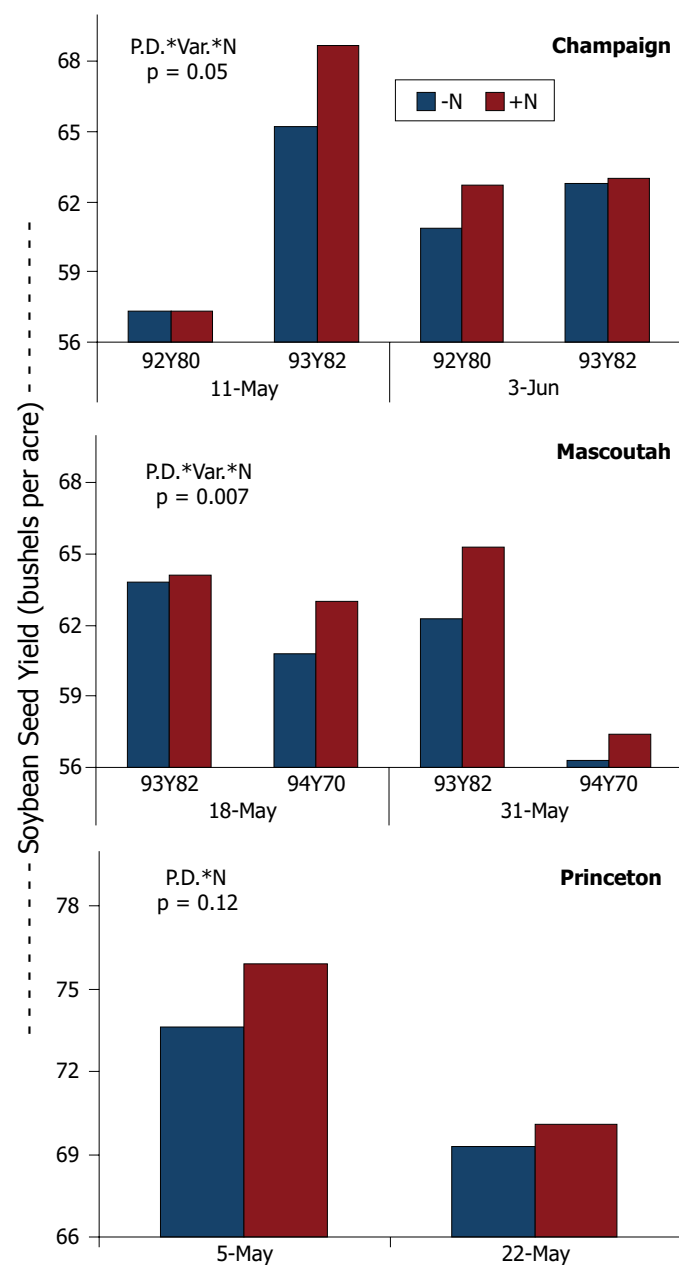 Soybean Seed Yield (bushels per acre)
P.D.*Var.*N
p = 0.05
Champaign
-N +N
68
65
62
59
56
92Y80 93Y82 92Y80 93Y82
11-May 3-Jun
P.D.*Var.*N
p = 0.007
Mascoutah
68
65
62
59
56
93Y82 94Y70 93Y82 94Y70
18-May 31-May
P.D.*N
p = 0.12
Princeton
78
75
72
69
66
5-May 22-May